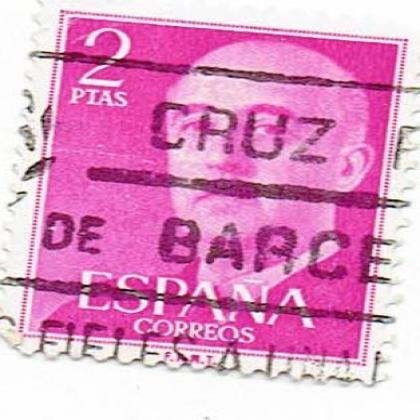 2
PTAS
CRUZ
DE BARCE
ESPAÑA
CORREOS